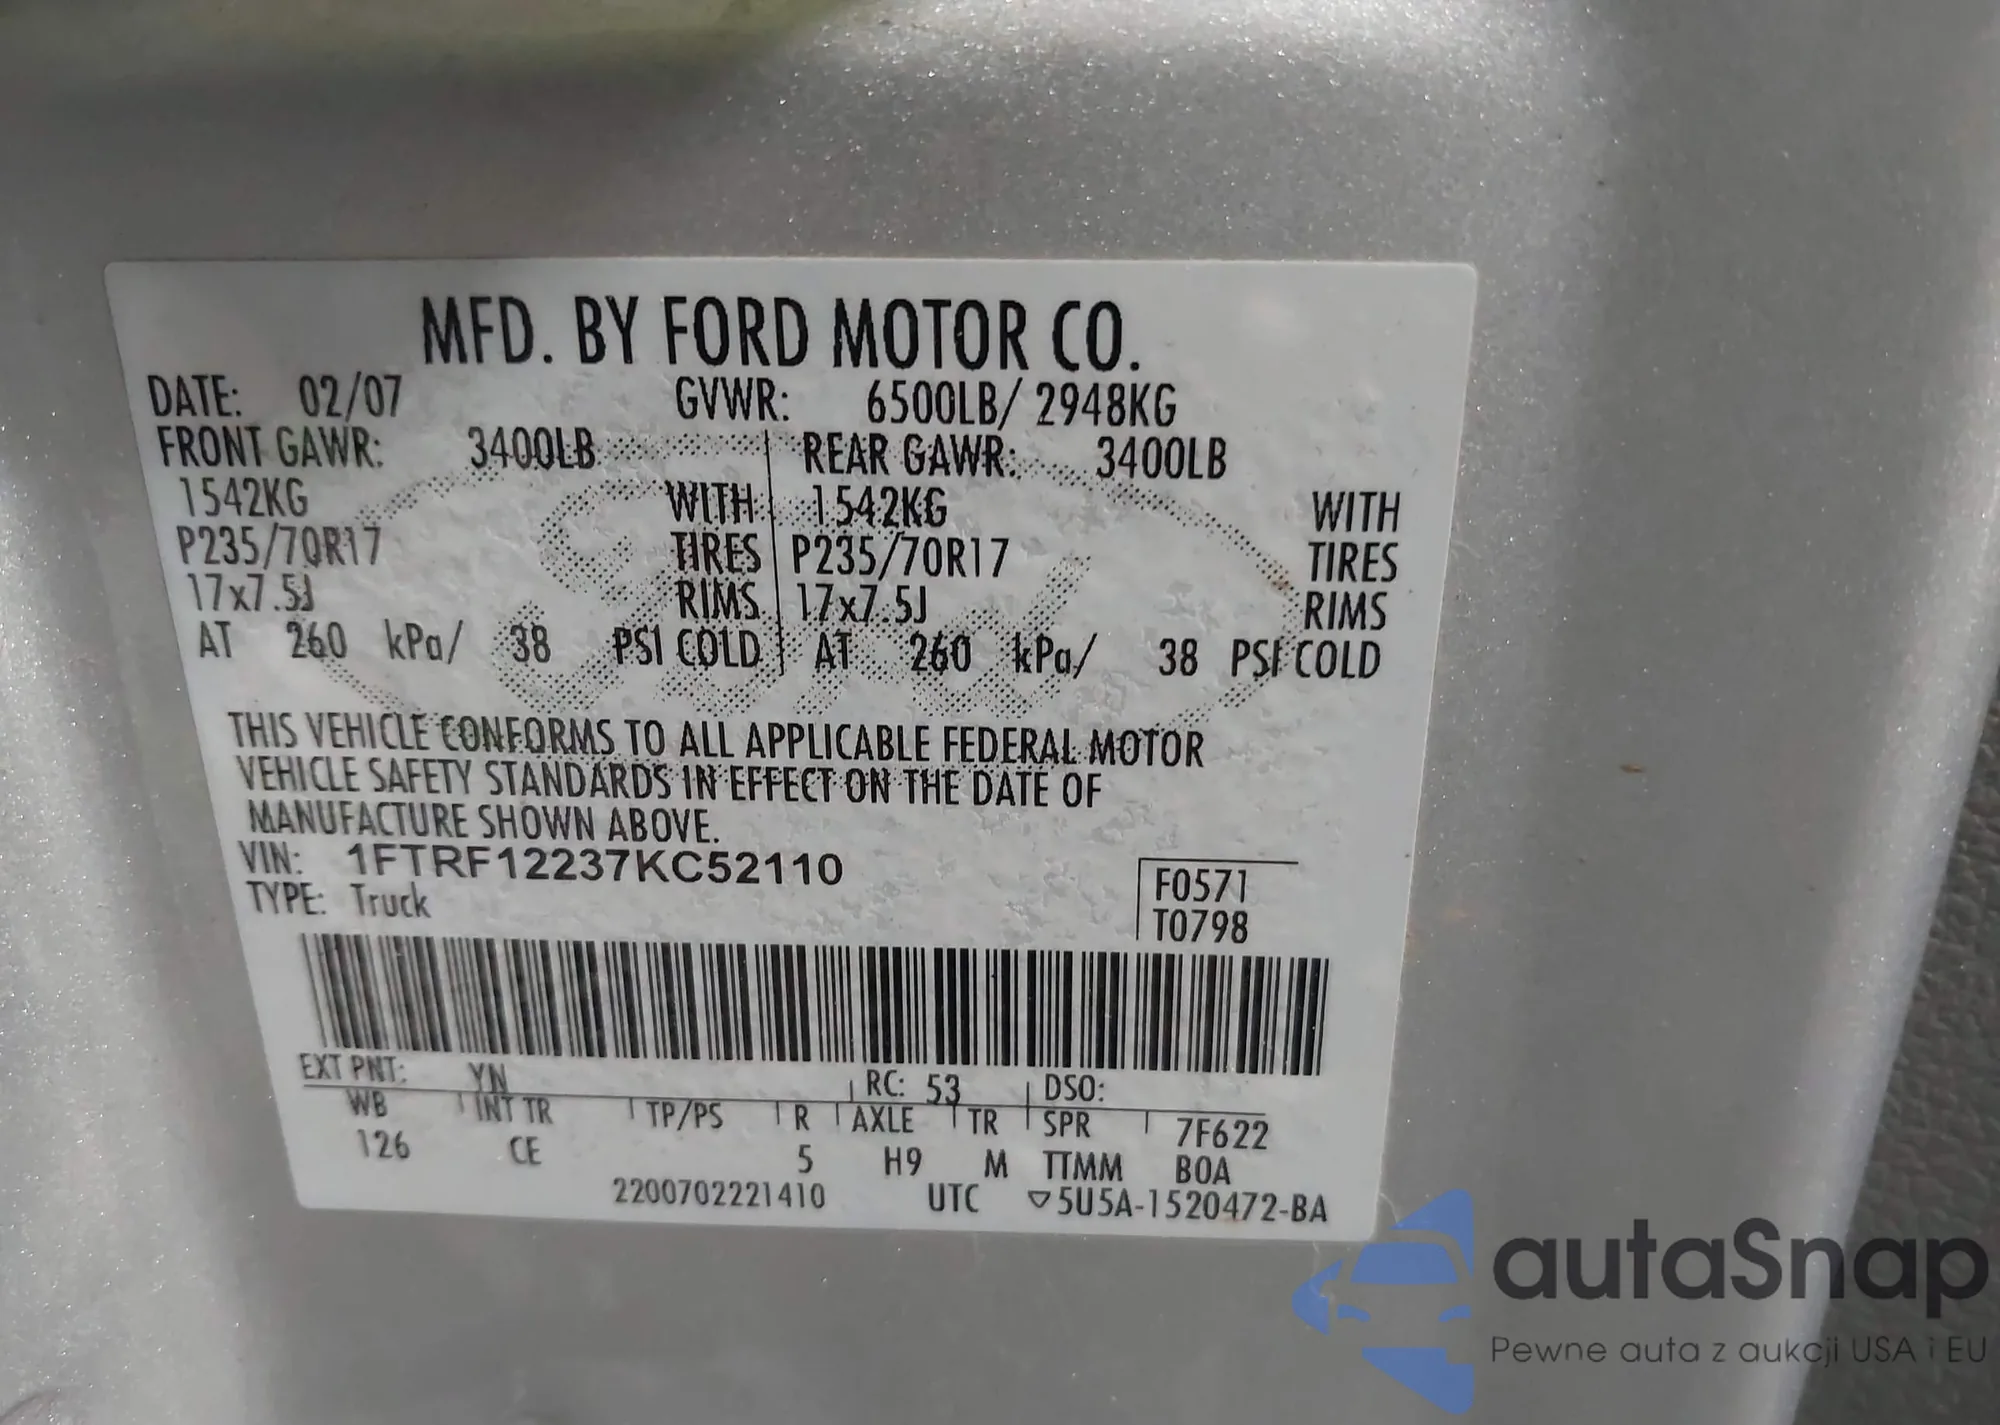 MFD. BY FORD MOTOR CO.
DATE: 02/07 GVWR: 6500LB/ 2948KG
FRONT GAWR: 3400LB REAR GAWR: 3400LB
1542KG WITH 1542KG WITH
P235/70R17 TIRES P235/70R17 TIRES
17x7.5J RIMS 17x7.5J RIMS
AT 260 kPa/ 38 PSI COLD AT 260 kPa/ 38 PSI COLD
THIS VEHICLE CONFORMS TO ALL APPLICABLE FEDERAL MOTOR
VEHICLE SAFETY STANDARDS IN EFFECT ON THE DATE OF
MANUFACTURE SHOWN ABOVE.
VIN: 1FTRF12237KC52110
TYPE: Truck
F0571
T0798
EXT PNT: YN RC: 53 DSO:
WB INT TR TP/PS R AXLE TR SPR 7F622
126 CE 5 H9 M TTMM B0A
2200702221410 UTC ▽5U5A-1520472-BA
autaSnap
Pewne auta z aukcji USA i EU